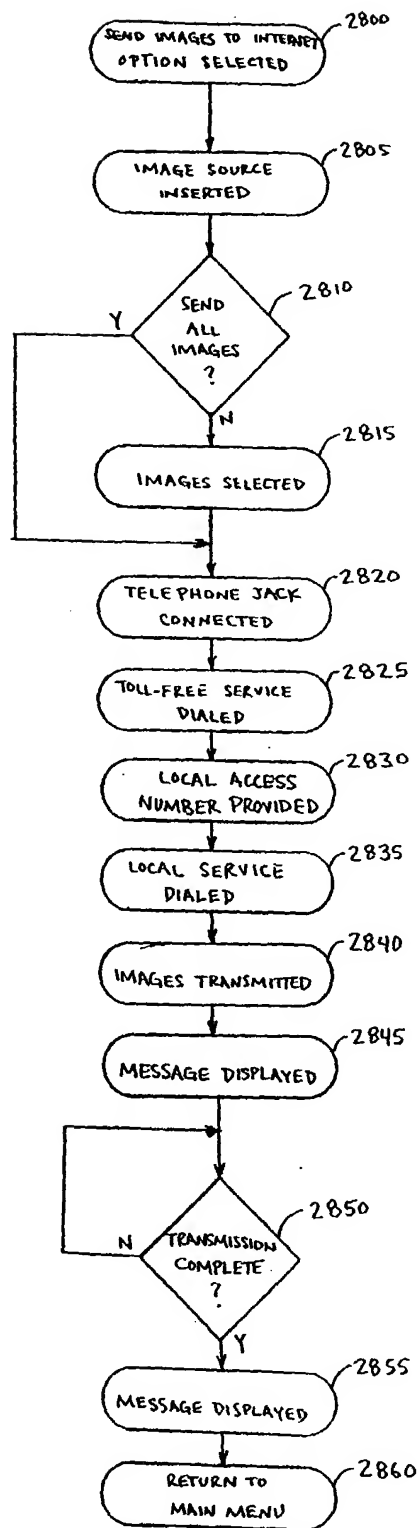 2800
SEND IMAGES TO INTERNET
OPTION SELECTED
2805
IMAGE SOURCE
INSERTED
2810
SEND
ALL
IMAGES
?
Y
N
2815
IMAGES SELECTED
2820
TELEPHONE JACK
CONNECTED
2825
TOLL-FREE SERVICE
DIALED
2830
LOCAL ACCESS
NUMBER PROVIDED
2835
LOCAL SERVICE
DIALED
2840
IMAGES TRANSMITTED
2845
MESSAGE DISPLAYED
2850
TRANSMISSION
COMPLETE
?
N
Y
2855
MESSAGE DISPLAYED
2860
RETURN TO
MAIN MENU